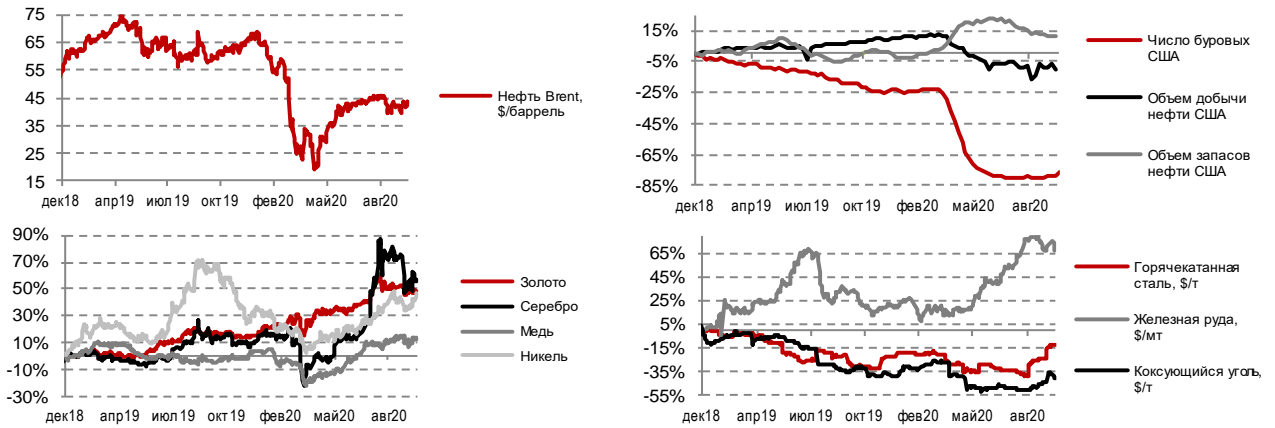 75
65
55
45
35
25
15
дек18 апр19 июл19 окт19 фев20 май20 авг20
Нефть Brent,
$/баррель
15%
-5%
-25%
-45%
-65%
-85%
дек18 апр19 июл19 окт19 фев20 май20 авг20
Число буровых
США
Объем добычи
нефти США
Объем запасов
нефти США
90%
70%
50%
30%
10%
-10%
-30%
дек18 апр19 июл19 окт19 фев20 май20 авг20
Золото
Серебро
Медь
Никель
65%
45%
25%
5%
-15%
-35%
-55%
дек18 апр19 июл19 окт19 фев20 май20 авг20
Горячекатанная
сталь, $/т
Железная руда,
$/мт
Коксующийся уголь,
$/т